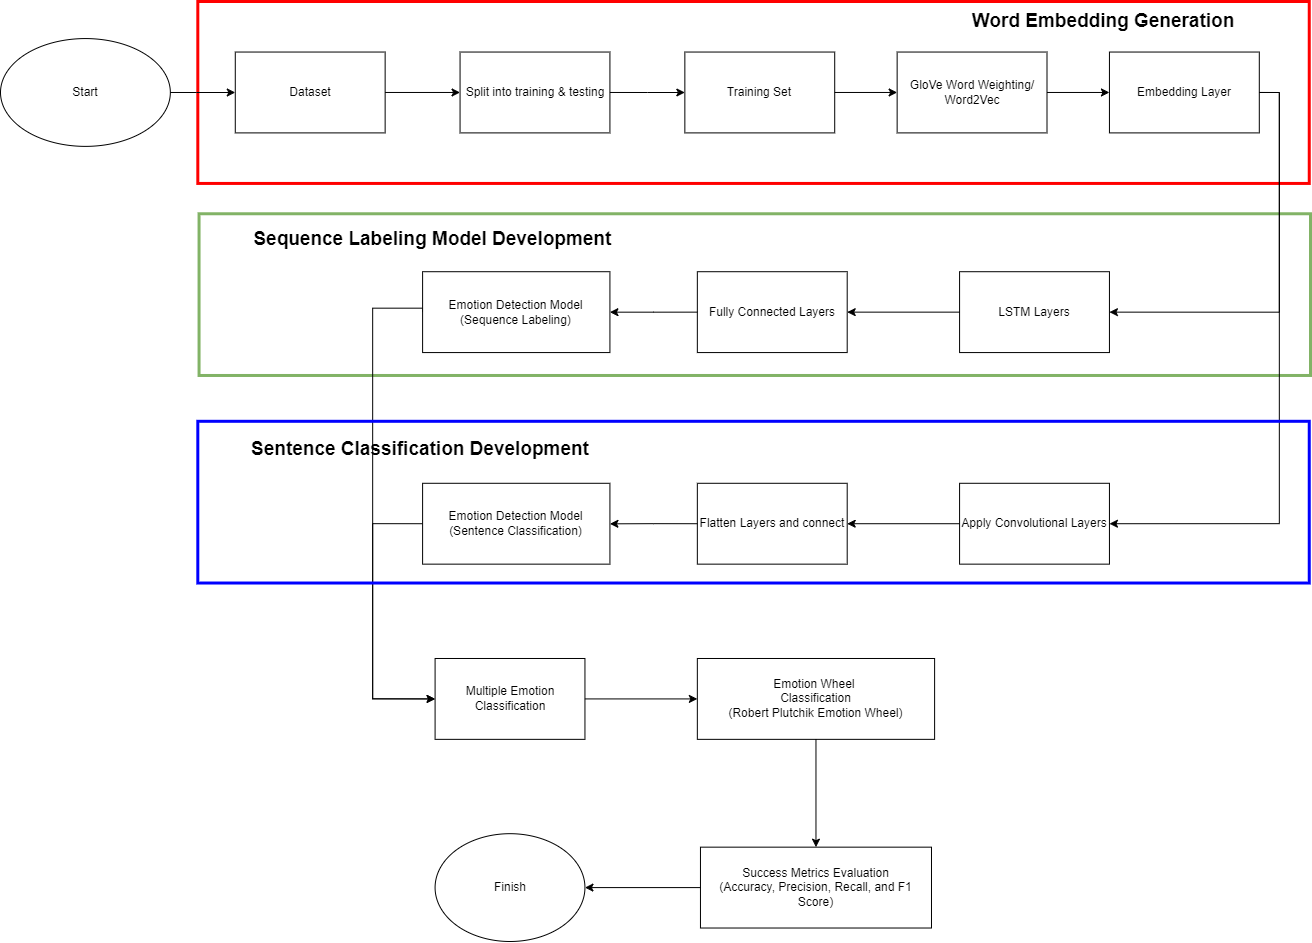 Word Embedding Generation
Start
Dataset
Split into training & testing
Training Set
GloVe Word Weighting/
Word2Vec
Embedding Layer
Sequence Labeling Model Development
Emotion Detection Model
(Sequence Labeling)
Fully Connected Layers
LSTM Layers
Sentence Classification Development
Emotion Detection Model
(Sentence Classification)
Flatten Layers and connect
Apply Convolutional Layers
Multiple Emotion
Classification
Emotion Wheel
Classification
(Robert Plutchik Emotion Wheel)
Finish
Success Metrics Evaluation
(Accuracy, Precision, Recall, and F1
Score)